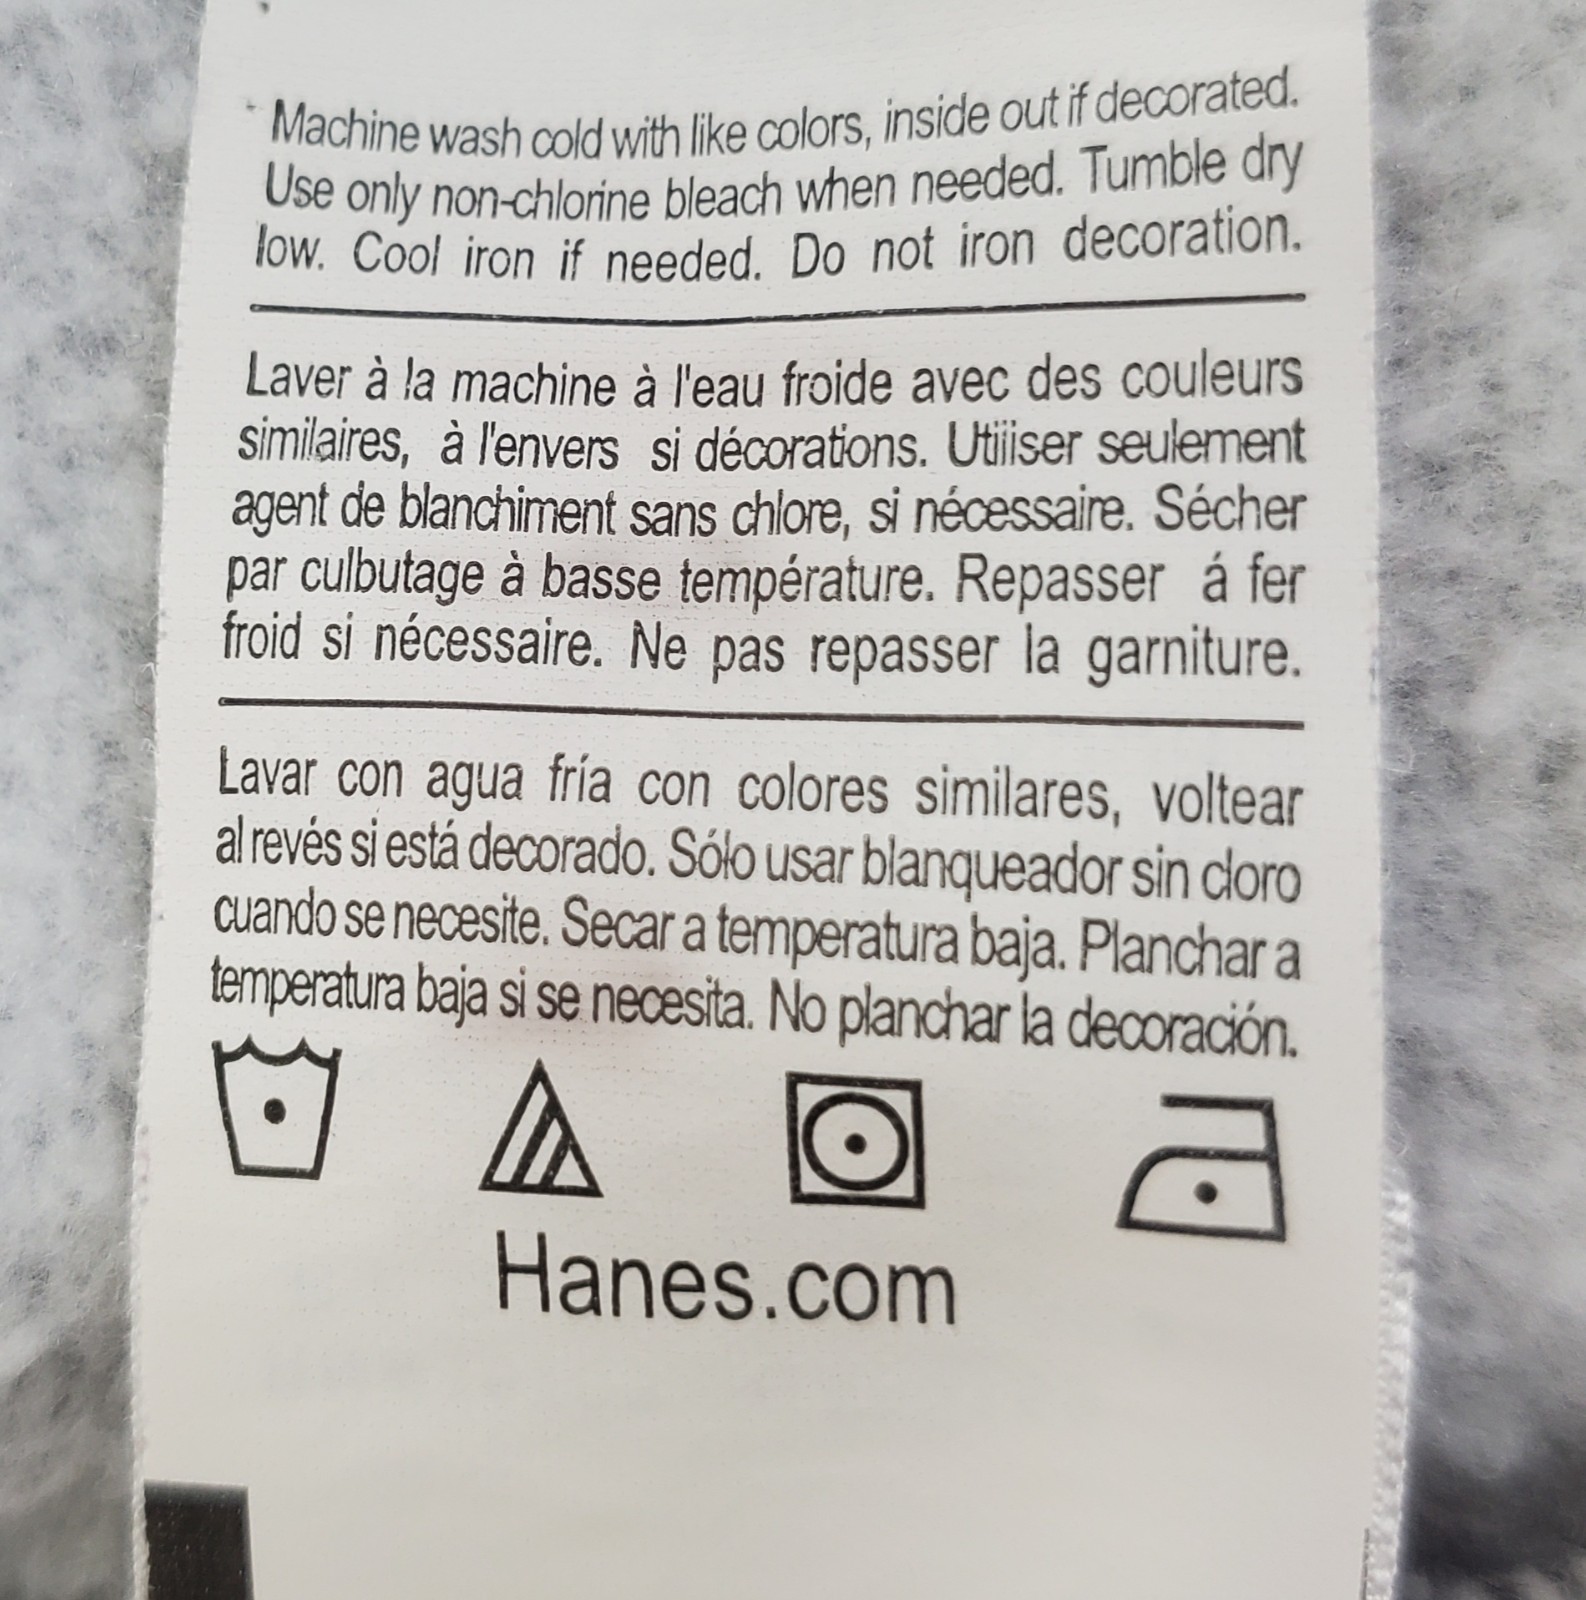 Machine wash cold with like colors, inside out if decorated.
Use only non-chlorine bleach when needed. Tumble dry
low. Cool iron if needed. Do not iron decoration.
Laver à la machine à l'eau froide avec des couleurs
similaires, à l'envers si décorations. Utiliser seulement
agent de blanchiment sans chlore, si nécessaire. Sécher
par culbutage à basse température. Repasser á fer
froid si nécessaire. Ne pas repasser la garniture.
Lavar con agua fría con colores similares, voltear
al revés si está decorado. Sólo usar blanqueador sin cloro
cuando se necesite. Secar a temperatura baja. Planchar a
temperatura baja si se necesita. No planchar la decoración.
Hanes.com